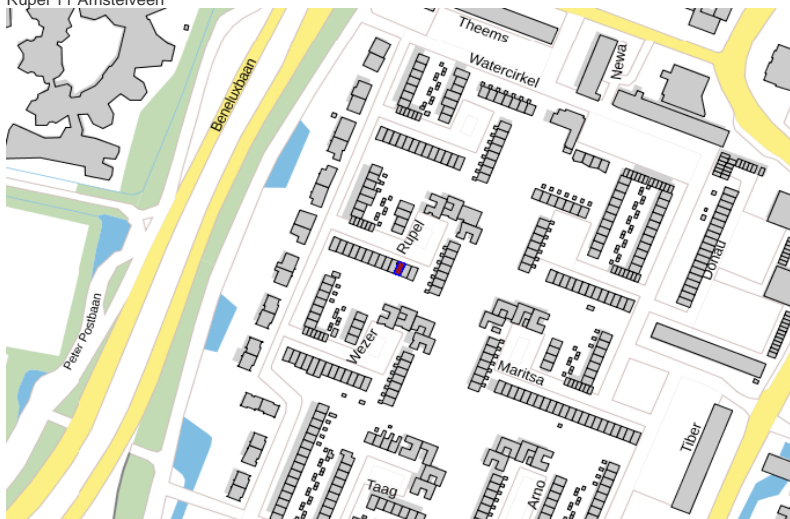 Rupel 11 Amstelveen
Theems
Watercirkel
Newa
Beneluxbaan
Rupel
Donau
Peter Postbaan
Wezer
Maritsa
Tiber
Taag
Arno